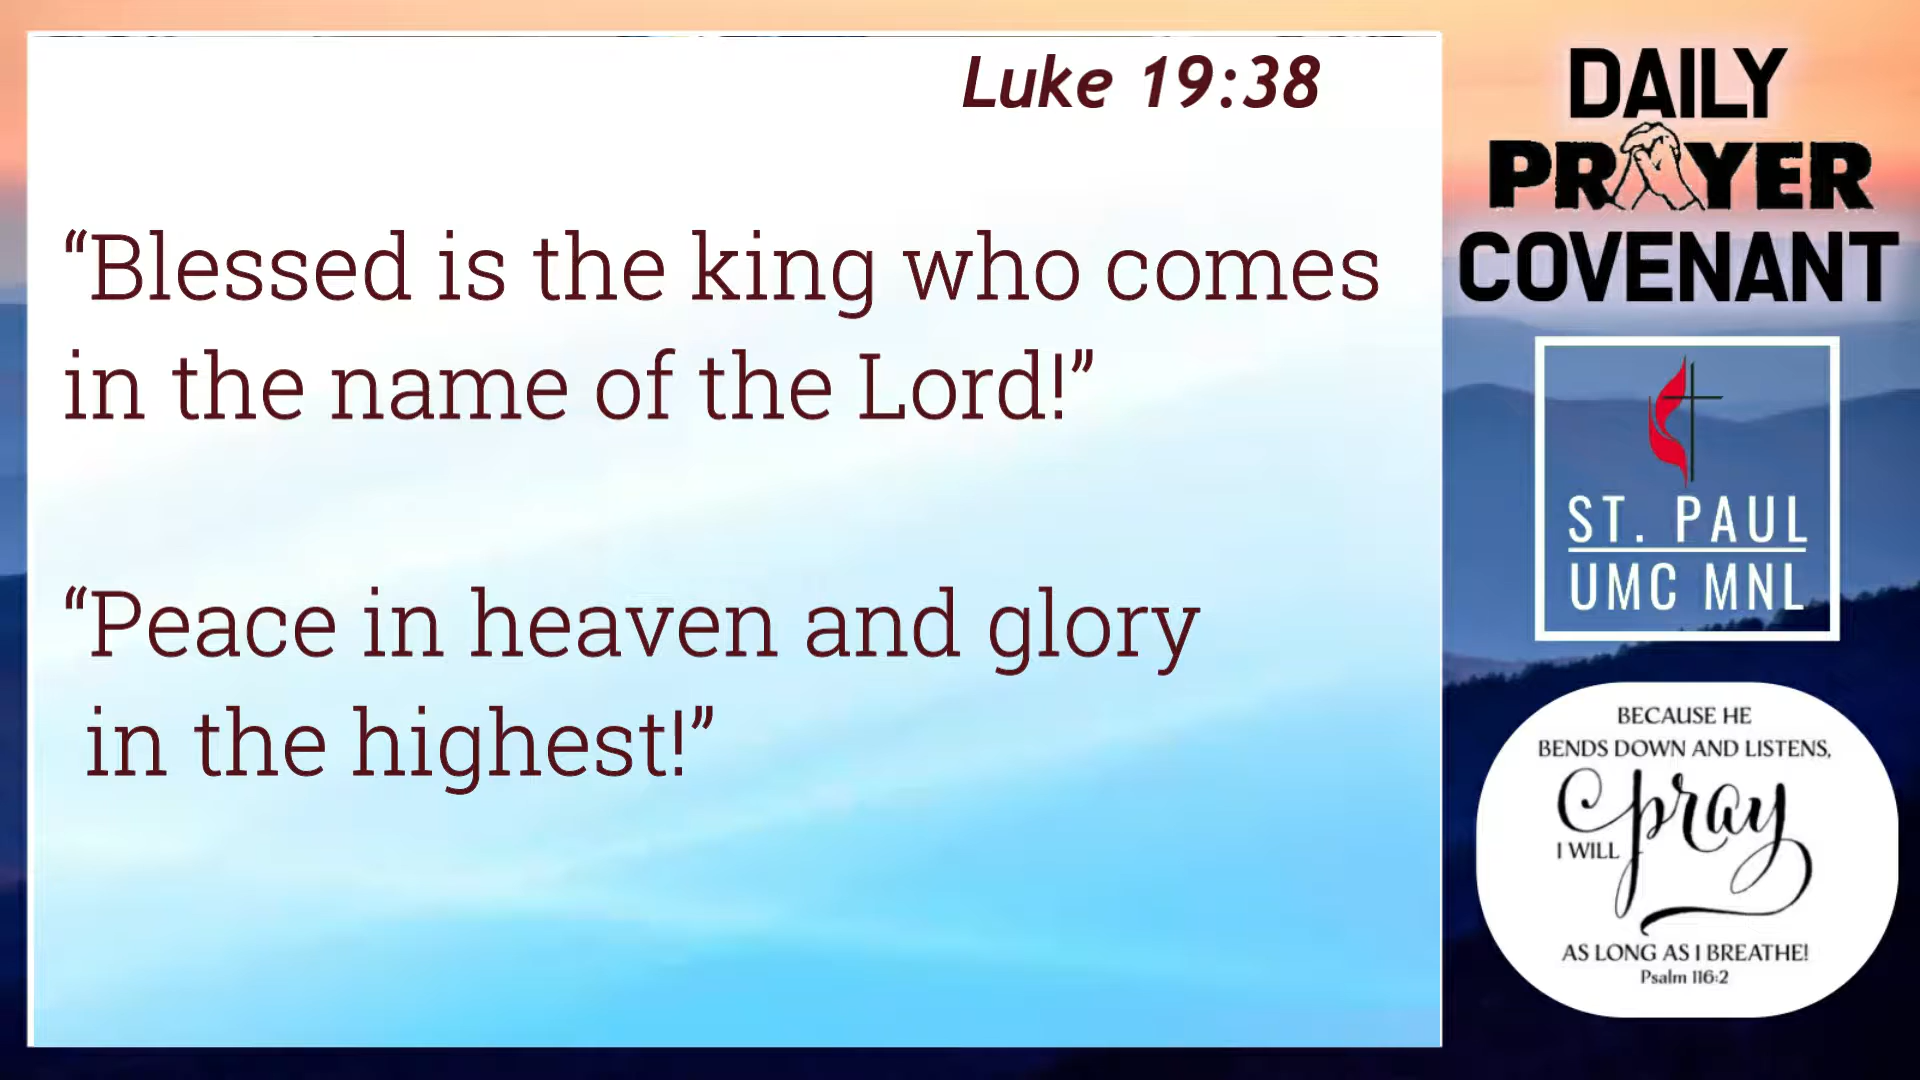 Luke 19:38
“Blessed is the king who comes
in the name of the Lord!”
“Peace in heaven and glory
in the highest!”
DAILY
PRAYER
COVENANT
ST. PAUL
UMC MNL
BECAUSE HE
BENDS DOWN AND LISTENS,
I WILL pray
AS LONG AS I BREATHE!
Psalm 116:2